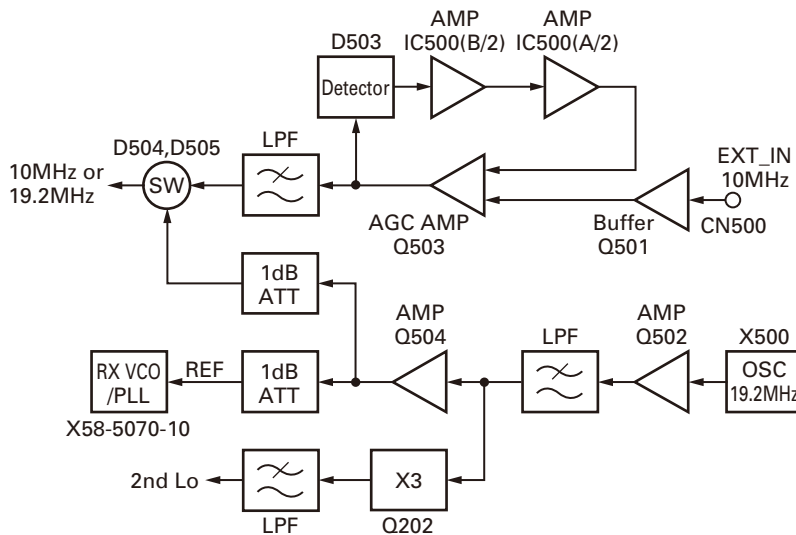 AMP
IC500(B/2)
AMP
IC500(A/2)
D503
Detector
D504,D505
LPF
10MHz or
19.2MHz
SW
EXT_IN
10MHz
CN500
AGC AMP
Q503
Buffer
Q501
1dB
ATT
AMP
Q504
LPF
AMP
Q502
X500
OSC
19.2MHz
RX VCO
/PLL
REF
1dB
ATT
X58-5070-10
2nd Lo
LPF
X3
Q202